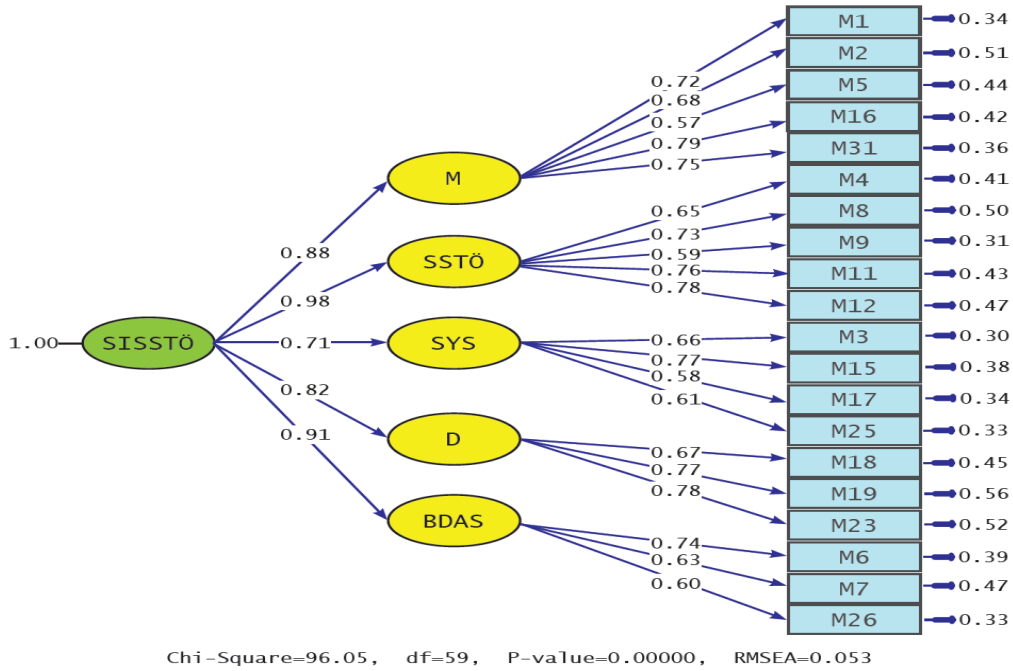 M1 0.34
M2 0.51
M5 0.44
M16 0.42
M31 0.36
M4 0.41
M8 0.50
M9 0.31
M11 0.43
M12 0.47
M3 0.30
M15 0.38
M17 0.34
M25 0.33
M18 0.45
M19 0.56
M23 0.52
M6 0.39
M7 0.47
M26 0.33
0.72
0.68
0.57
0.79
0.75
0.65
0.73
0.59
0.76
0.78
0.66
0.77
0.58
0.61
0.67
0.77
0.78
0.74
0.63
0.60
M
SSTÖ
SYS
D
BDAS
0.88
0.98
0.71
0.82
0.91
1.00 SISSTÖ
Chi-Square=96.05, df=59, P-value=0.00000, RMSEA=0.053